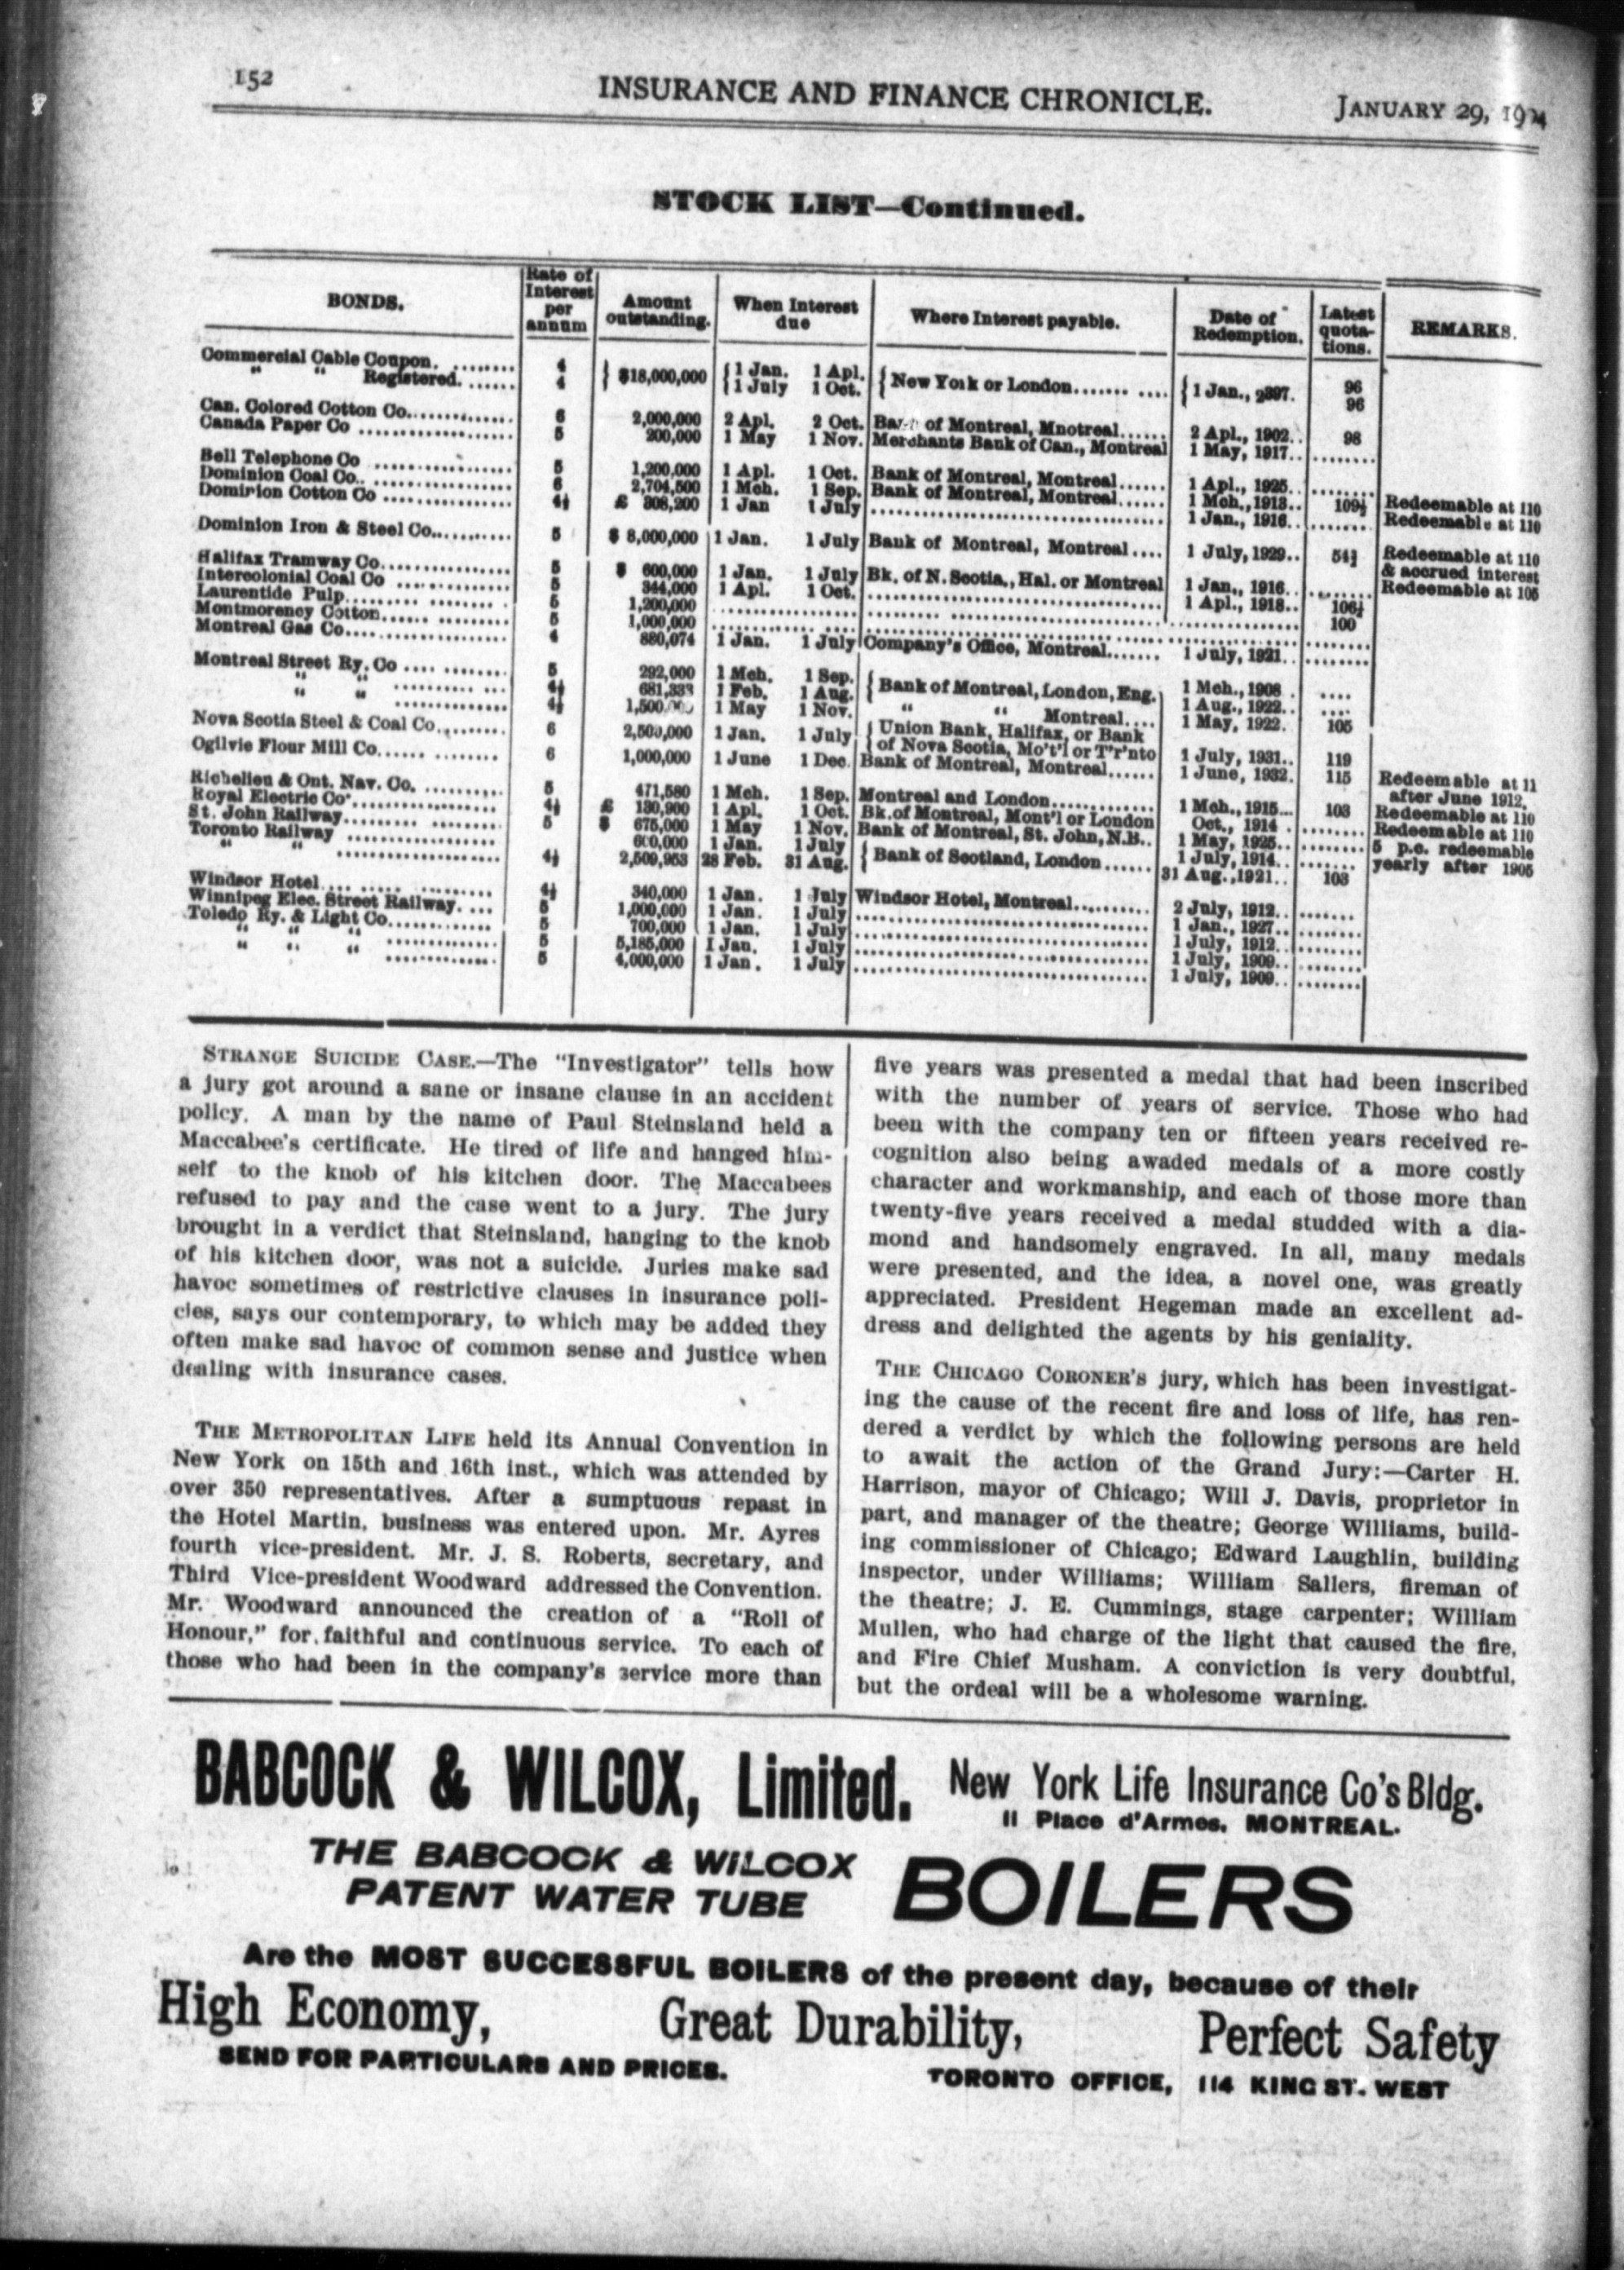 152
INSURANCE AND FINANCE CHRONICLE.
JANUARY 29, 1904
STOCK LIST—Continued.
BONDS. Rate of Interest per annum Amount outstanding. When Interest due Where Interest payable. Date of Redemption. Latest quotations. REMARKS.
Commercial Cable Coupon. 4 $18,000,000 1 Jan. 1 Apl. New York or London 1 Jan., 2397. 96
" " Registered. 4 1 July 1 Oct. 96
Can. Colored Cotton Co. 6 2,000,000 2 Apl. 2 Oct. Bank of Montreal, Mnotreal 2 Apl., 1902. 98
Canada Paper Co 5 200,000 1 May 1 Nov. Merchants Bank of Can., Montreal 1 May, 1917.
Bell Telephone Co 5 1,200,000 1 Apl. 1 Oct. Bank of Montreal, Montreal 1 Apl., 1925. Redeemable at 110
Dominion Coal Co. 6 2,704,500 1 Mch. 1 Sep. Bank of Montreal, Montreal 1 Mch., 1913. 109½ Redeemable at 110
Dominion Cotton Co 4½ £ 308,200 1 Jan 1 July 1 Jan., 1916.
Dominion Iron & Steel Co. 5 $ 8,000,000 1 Jan. 1 July Bank of Montreal, Montreal 1 July, 1929. Redeemable at 110
& accrued interest
Halifax Tramway Co. 5 $ 600,000 1 Jan. 1 July Bk. of N. Scotia., Hal. or Montreal 1 Jan., 1916. Redeemable at 105
Intercolonial Coal Co 5 344,000 1 Apl. 1 Oct. 1 Apl., 1918.
Laurentide Pulp 5 1,200,000 106½
Montmorency Cotton 5 1,000,000 100
Montreal Gas Co. 4 880,074 1 Jan. 1 July Company's Office, Montreal 1 July, 1921.
Montreal Street Ry. Co 5 292,000 1 Mch. 1 Sep. Bank of Montreal, London, Eng. 1 Mch., 1908
" " 4½ 681,333 1 Feb. 1 Aug. 1 Aug., 1922.
" " 4½ 1,500,000 1 May 1 Nov. " " Montreal 1 May, 1922. 105
Nova Scotia Steel & Coal Co. 6 2,500,000 1 Jan. 1 July Union Bank, Halifax, or Bank
of Nova Scotia, Mo't'l or T'r'nto 1 July, 1931. 119
Ogilvie Flour Mill Co. 6 1,000,000 1 June 1 Dec. Bank of Montreal, Montreal 1 June, 1932. 115 Redeemable at 11
after June 1912.
Richelieu & Ont. Nav. Co. 5 471,580 1 Mch. 1 Sep. Montreal and London 1 Mch., 1915 103 Redeemable at 110
Royal Electric Co. 4½ £ 130,900 1 Apl. 1 Oct. Bk. of Montreal, Mont'l or London Oct., 1914 Redeemable at 110
St. John Railway 5 $ 675,000 1 May 1 Nov. Bank of Montreal, St. John, N.B. 1 May, 1925. 5 p.c. redeemable
Toronto Railway 600,000 1 Jan. 1 July Bank of Scotland, London 1 July, 1914. yearly after 1905
" " 4½ 2,509,953 28 Feb. 31 Aug. 31 Aug., 1921. 103
Windsor Hotel 4½ 340,000 1 Jan. 1 July Windsor Hotel, Montreal 2 July, 1912.
Winnipeg Elec. Street Railway. 5 1,000,000 1 Jan. 1 July 1 Jan., 1927.
Toledo Ry. & Light Co. 5 700,000 1 Jan. 1 July 1 July, 1912.
" " " 5 5,185,000 1 Jan. 1 July 1 July, 1909.
" " " 5 4,000,000 1 Jan. 1 July 1 July, 1909.
STRANGE SUICIDE CASE.—The "Investigator" tells how
a jury got around a sane or insane clause in an accident
policy. A man by the name of Paul Steinsland held a
Maccabee's certificate. He tired of life and hanged him-
self to the knob of his kitchen door. The Maccabees
refused to pay and the case went to a jury. The jury
brought in a verdict that Steinsland, hanging to the knob
of his kitchen door, was not a suicide. Juries make sad
havoc sometimes of restrictive clauses in insurance poli-
cies, says our contemporary, to which may be added they
often make sad havoc of common sense and justice when
dealing with insurance cases.
THE METROPOLITAN LIFE held its Annual Convention in
New York on 15th and 16th inst., which was attended by
over 350 representatives. After a sumptuous repast in
the Hotel Martin, business was entered upon. Mr. Ayres
fourth vice-president. Mr. J. S. Roberts, secretary, and
Third Vice-president Woodward addressed the Convention.
Mr. Woodward announced the creation of a "Roll of
Honour," for faithful and continuous service. To each of
those who had been in the company's service more than
five years was presented a medal that had been inscribed
with the number of years of service. Those who had
been with the company ten or fifteen years received re-
cognition also being awaded medals of a more costly
character and workmanship, and each of those more than
twenty-five years received a medal studded with a dia-
mond and handsomely engraved. In all, many medals
were presented, and the idea, a novel one, was greatly
appreciated. President Hegeman made an excellent ad-
dress and delighted the agents by his geniality.
THE CHICAGO CORONER'S jury, which has been investigat-
ing the cause of the recent fire and loss of life, has ren-
dered a verdict by which the following persons are held
to await the action of the Grand Jury:—Carter H.
Harrison, mayor of Chicago; Will J. Davis, proprietor in
part, and manager of the theatre; George Williams, build-
ing commissioner of Chicago; Edward Laughlin, building
inspector, under Williams; William Sallers, fireman of
the theatre; J. E. Cummings, stage carpenter; William
Mullen, who had charge of the light that caused the fire,
and Fire Chief Musham. A conviction is very doubtful,
but the ordeal will be a wholesome warning.
BABCOCK & WILCOX, Limited. New York Life Insurance Co's Bldg.
11 Place d'Armes, MONTREAL.
THE BABCOCK & WILCOX
PATENT WATER TUBE BOILERS
Are the MOST SUCCESSFUL BOILERS of the present day, because of their
High Economy, Great Durability, Perfect Safety
SEND FOR PARTICULARS AND PRICES. TORONTO OFFICE, 114 KING ST. WEST